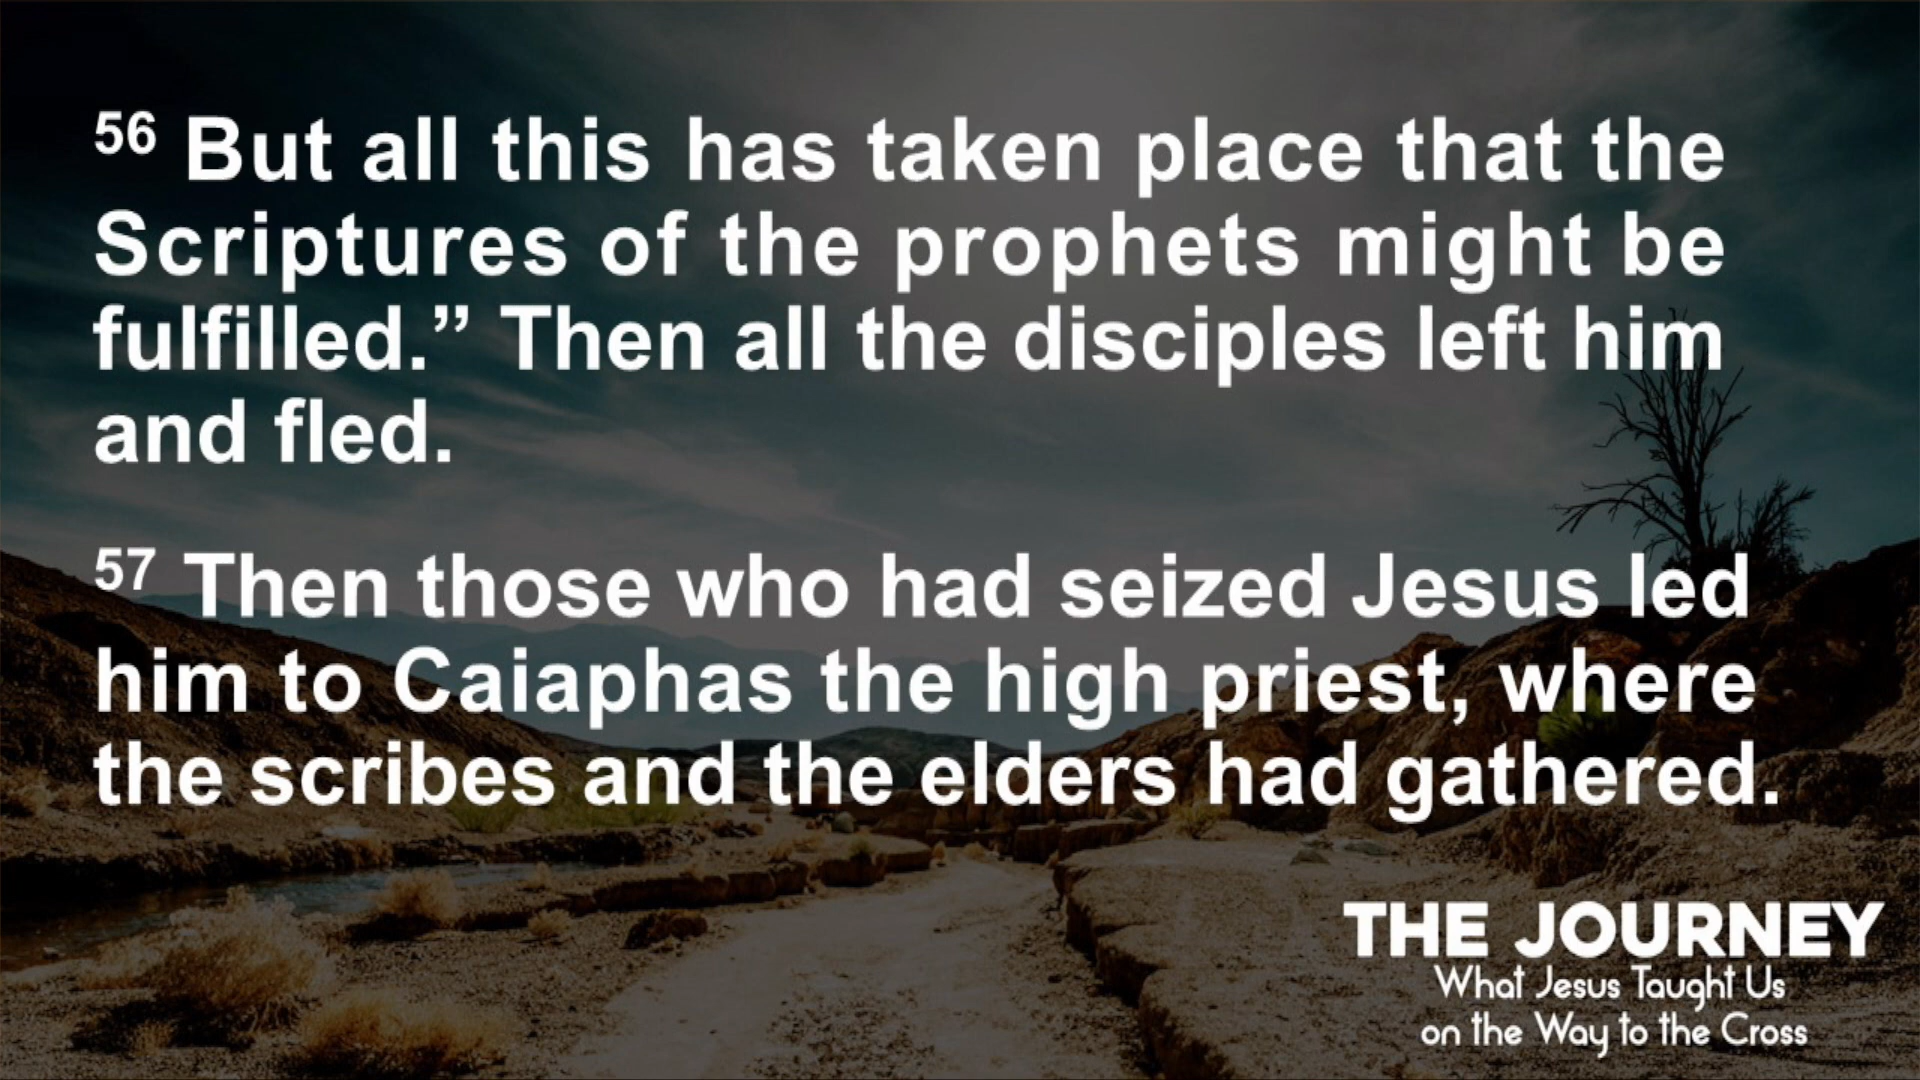 56 But all this has taken place that the
Scriptures of the prophets might be
fulfilled.” Then all the disciples left him
and fled.
57 Then those who had seized Jesus led
him to Caiaphas the high priest, where
the scribes and the elders had gathered.
THE JOURNEY
What Jesus Taught Us
on the Way to the Cross